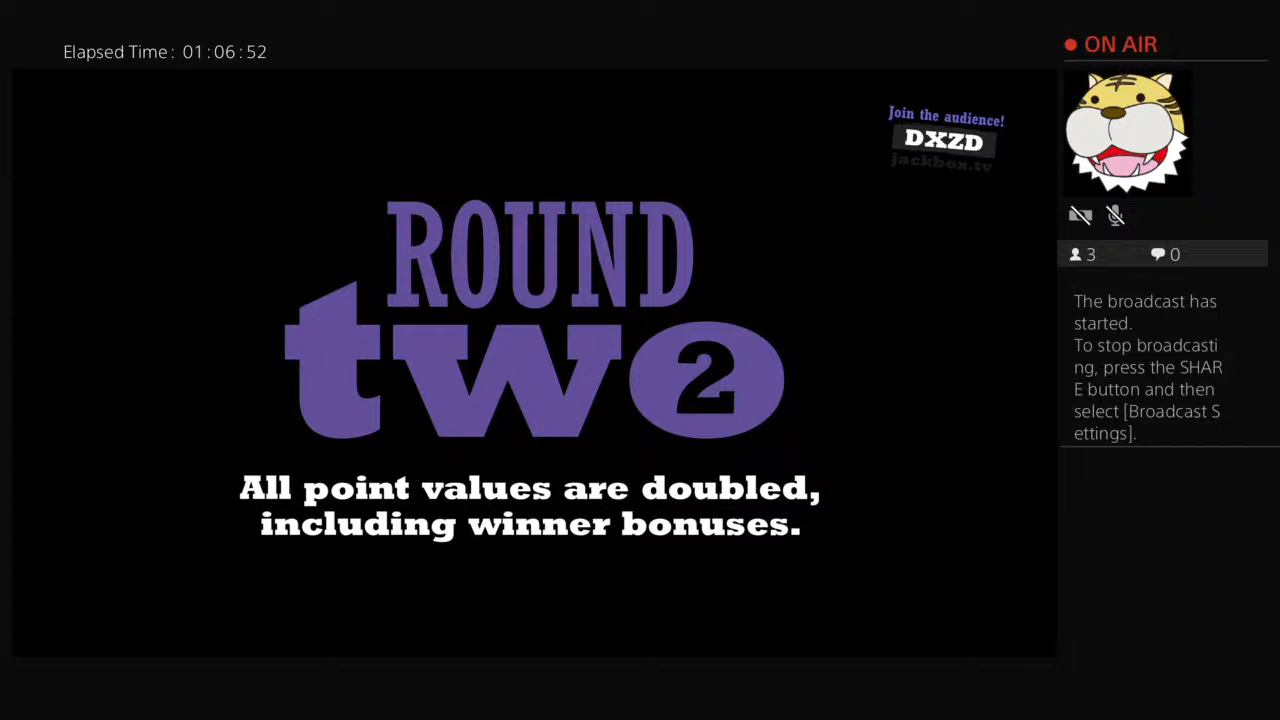 Elapsed Time: 01:06:52
ON AIR
Join the audience!
DXZD
jackbox.tv
3
0
ROUND
two
2
All point values are doubled,
including winner bonuses.
The broadcast has
started.
To stop broadcasti
ng, press the SHAR
E button and then
select [Broadcast S
ettings].